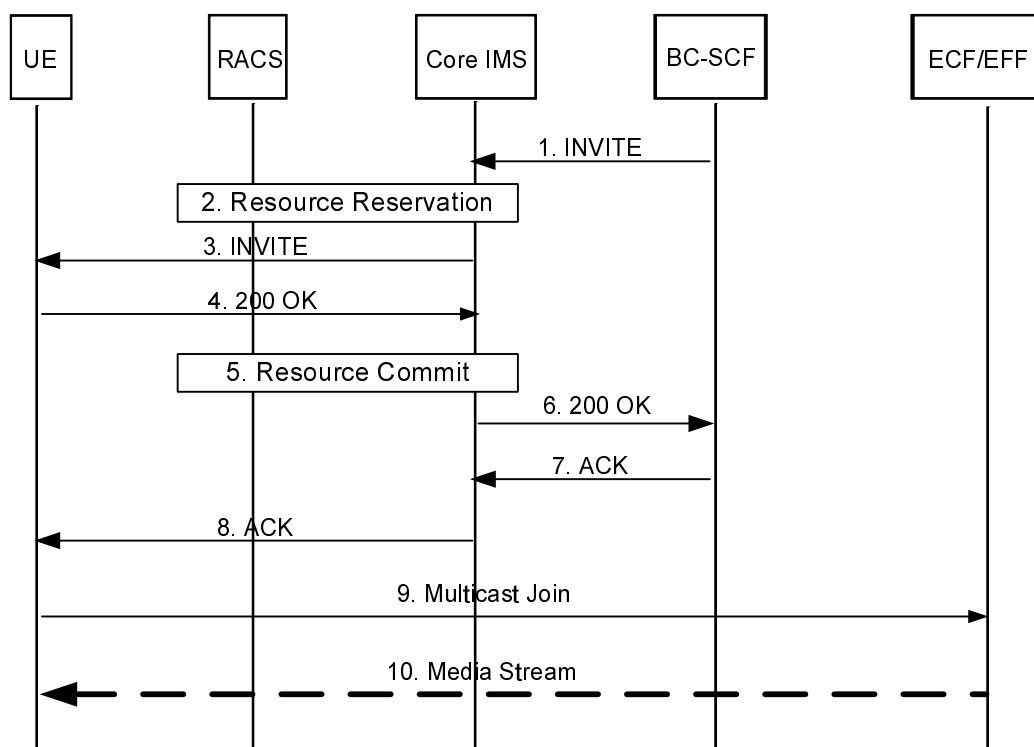 UE
RACS
Core IMS
BC-SCF
ECF/EFF
1. INVITE
2. Resource Reservation
3. INVITE
4. 200 OK
5. Resource Commit
6. 200 OK
7. ACK
8. ACK
9. Multicast Join
10. Media Stream